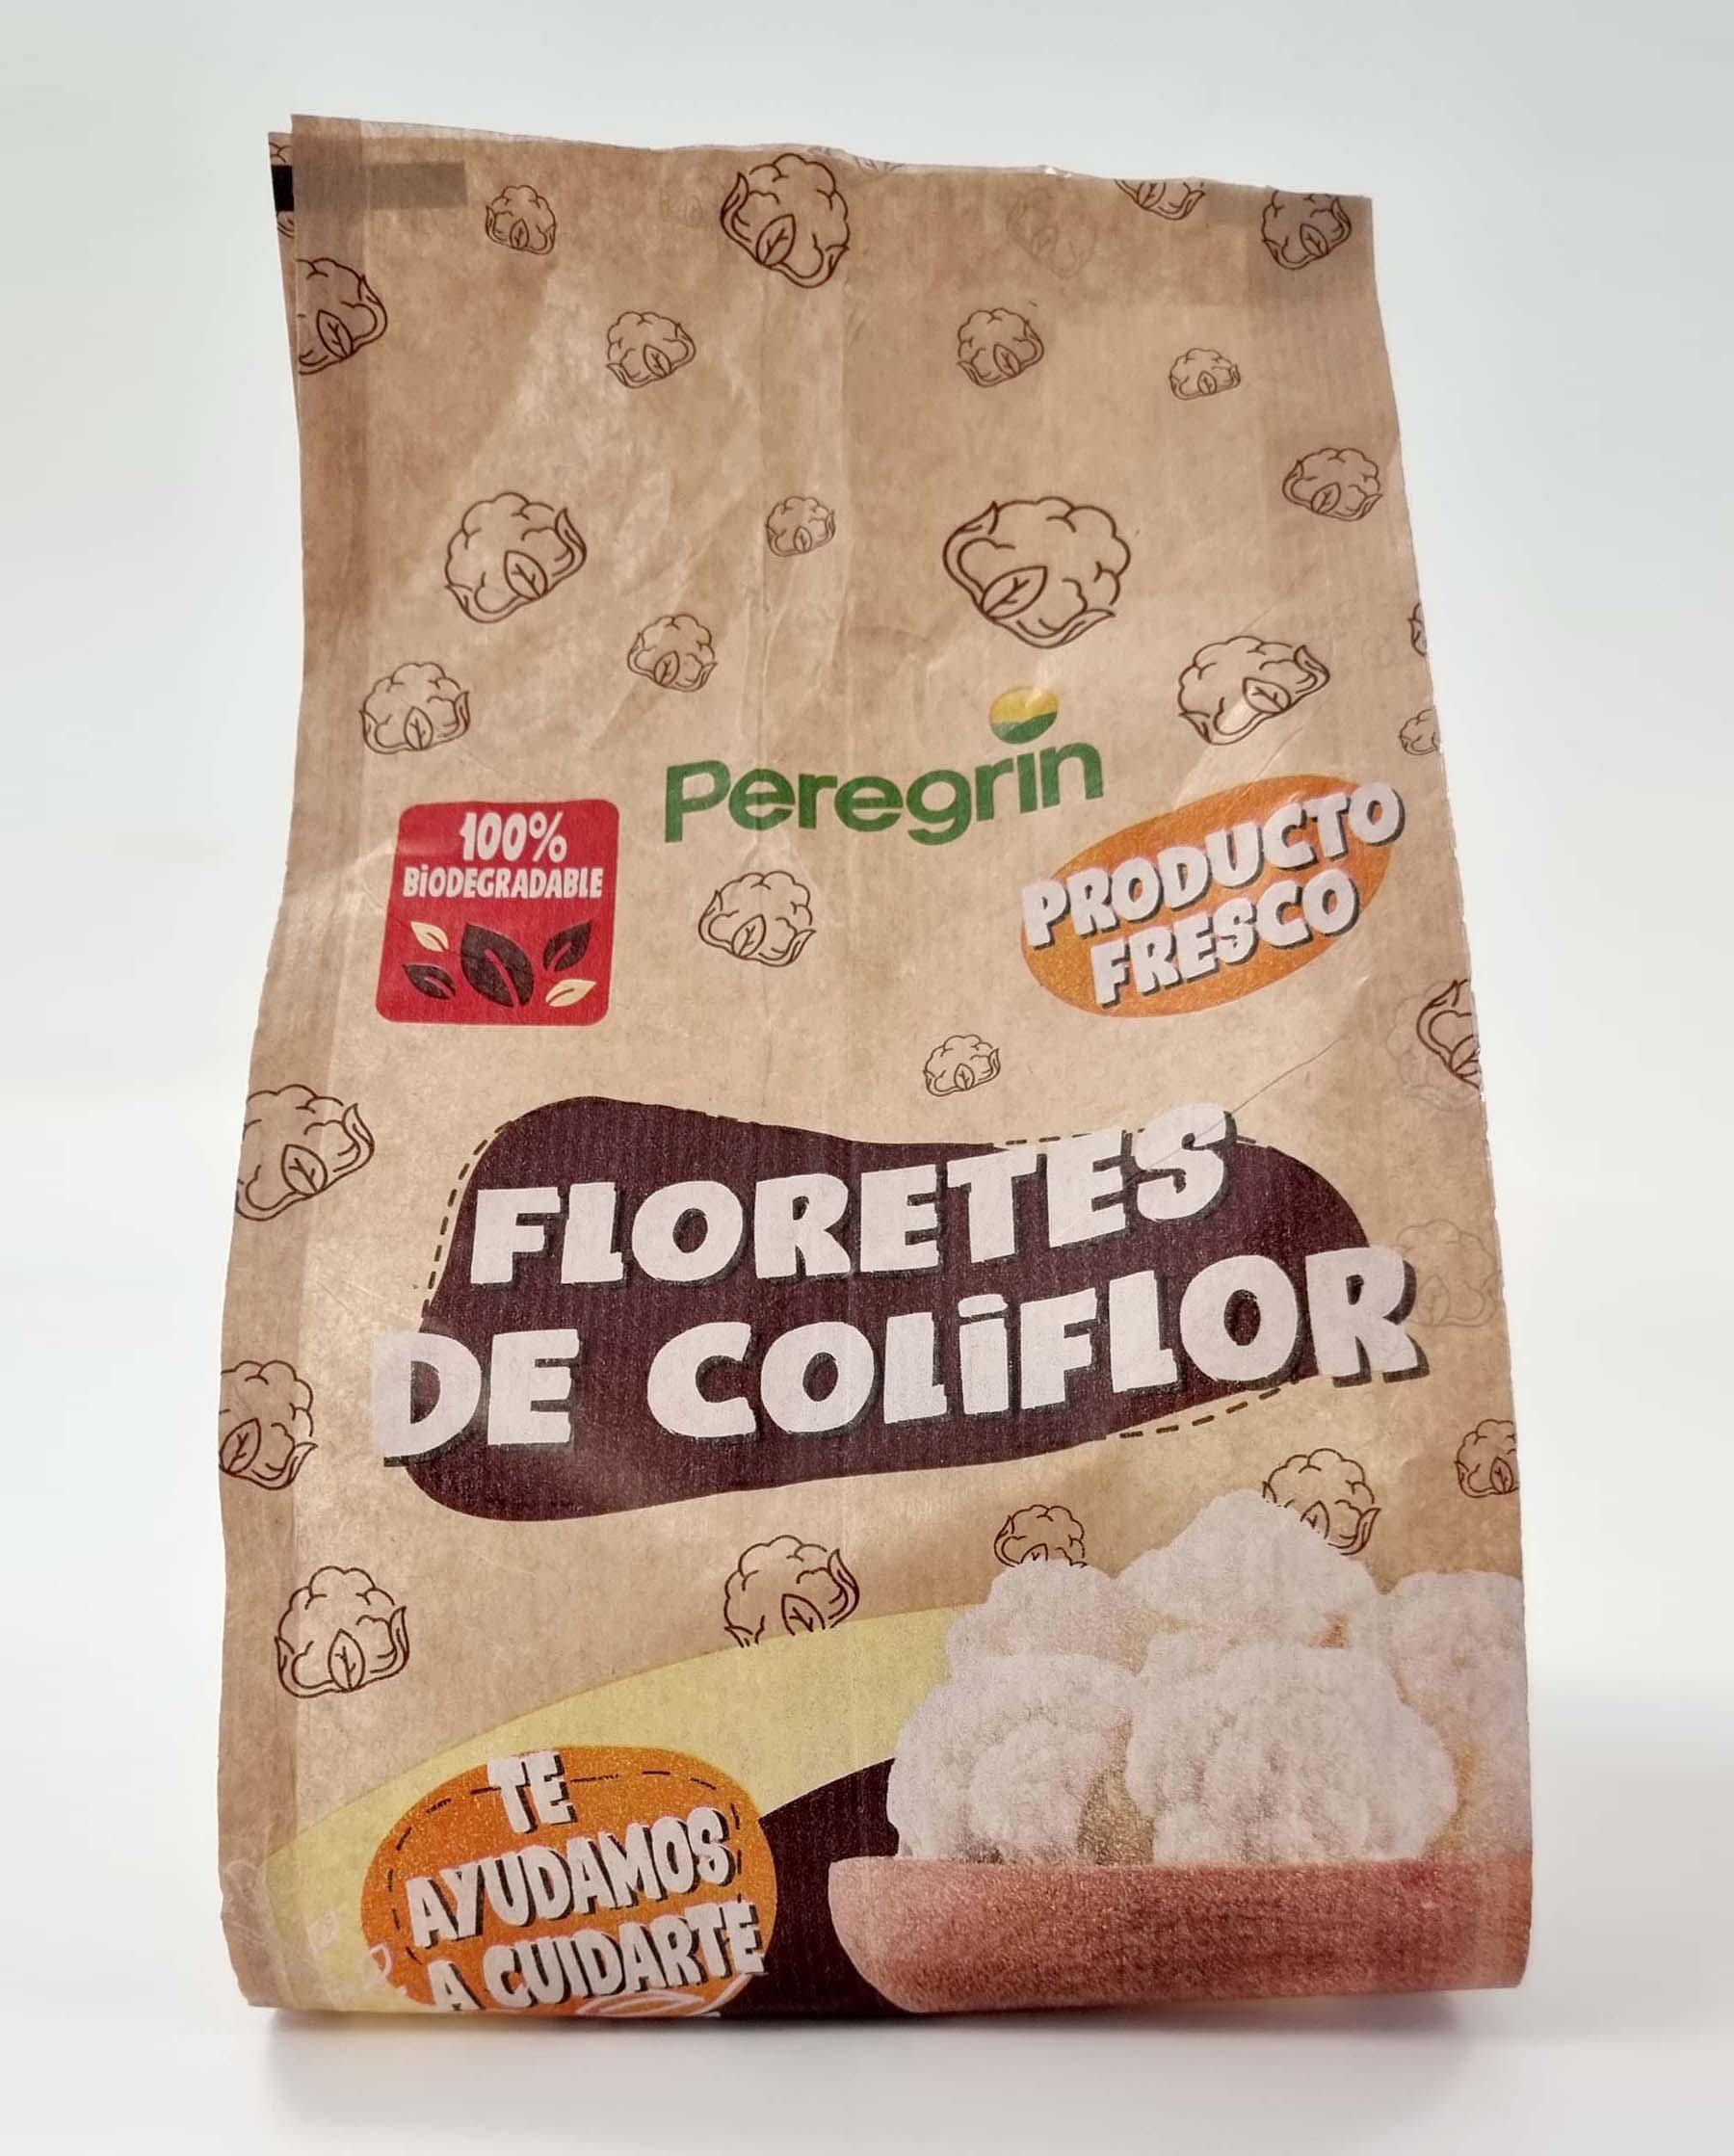 Peregrin
100%
BiODEGRADABLE
PRODUCTO
FRESCO
FLORETES
DE COLiFLOR
TE
AYUDAMOS
A CUIDARTE